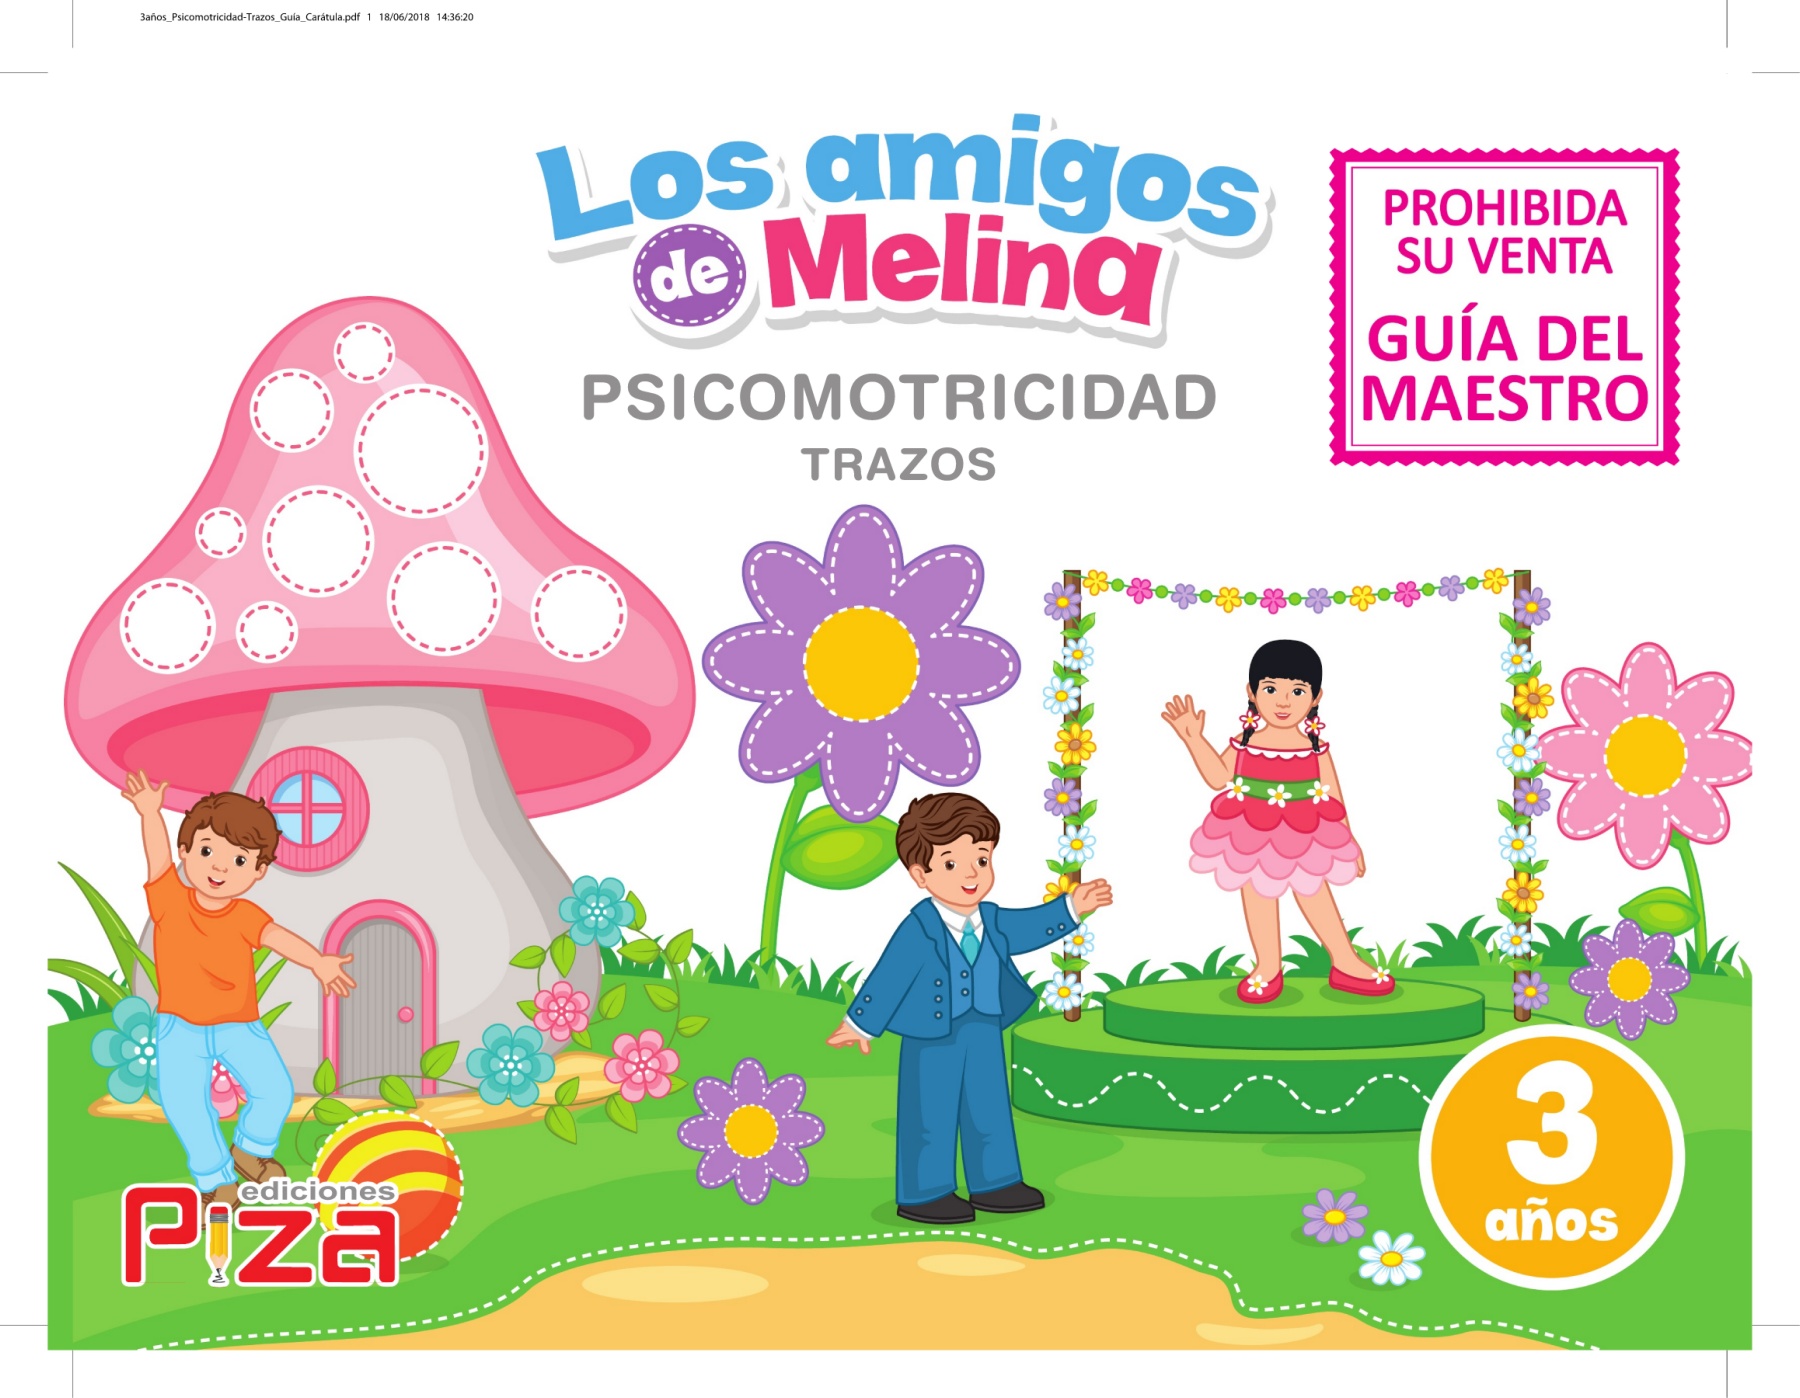 3años_Psicomotricidad-Trazos_Guía_Carátula.pdf 1 18/06/2018 14:36:20
Los amigos
de Melina
PSICOMOTRICIDAD
TRAZOS
PROHIBIDA
SU VENTA
GUÍA DEL
MAESTRO
3
años
ediciones
Piza